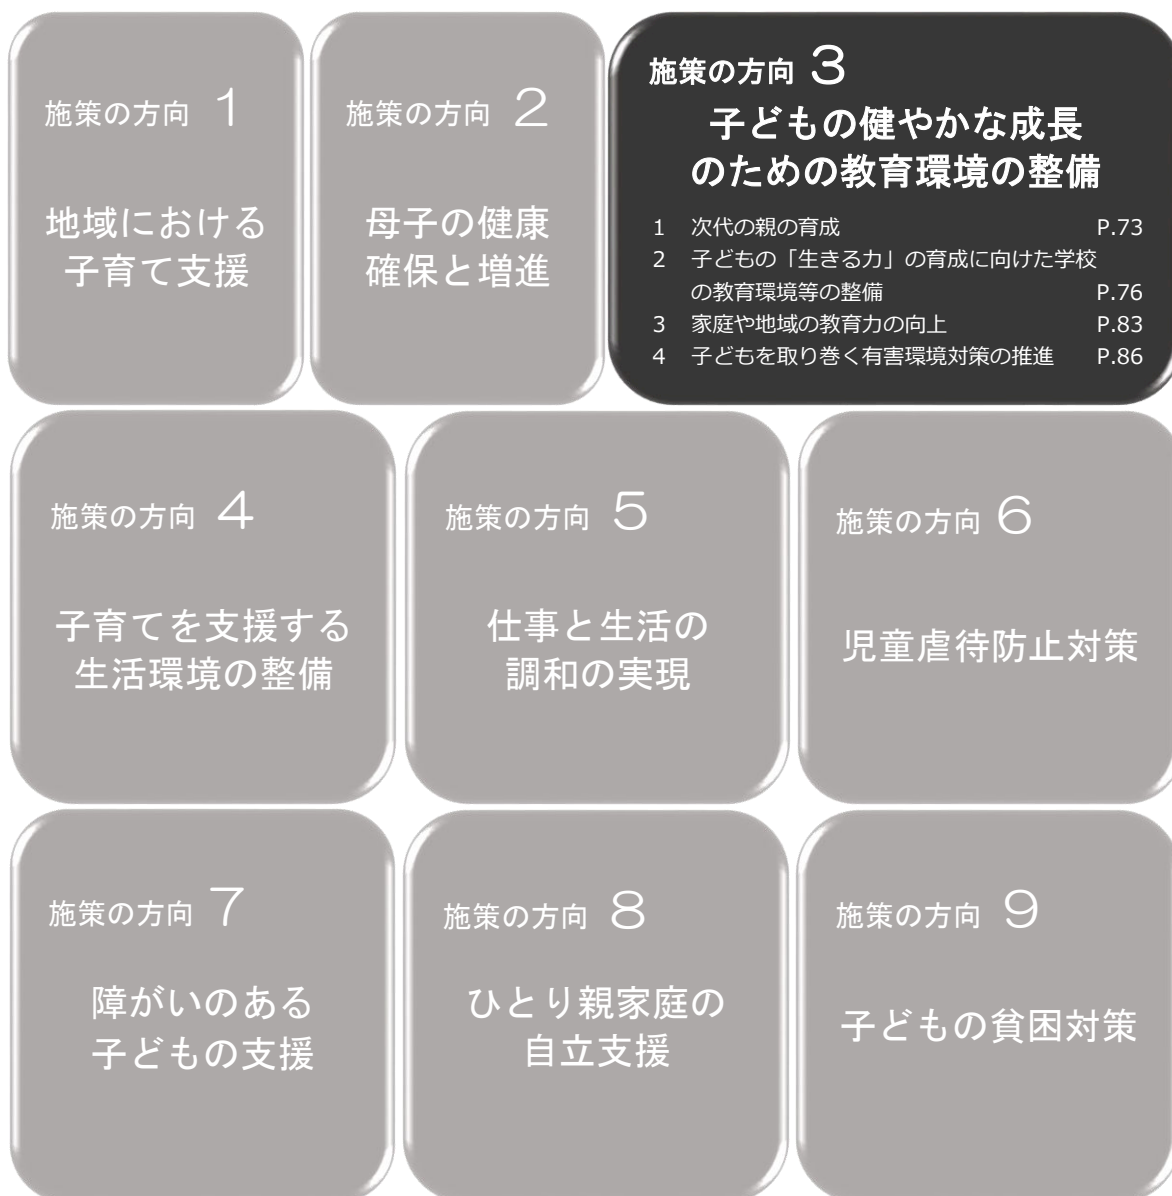 施策の方向 1
地域における
子育て支援
施策の方向 2
母子の健康
確保と増進
施策の方向 3
子どもの健やかな成長
のための教育環境の整備
1 次代の親の育成 P.73
2 子どもの「生きる力」の育成に向けた学校
の教育環境等の整備 P.76
3 家庭や地域の教育力の向上 P.83
4 子どもを取り巻く有害環境対策の推進 P.86
施策の方向 4
子育てを支援する
生活環境の整備
施策の方向 5
仕事と生活の
調和の実現
施策の方向 6
児童虐待防止対策
施策の方向 7
障がいのある
子どもの支援
施策の方向 8
ひとり親家庭の
自立支援
施策の方向 9
子どもの貧困対策